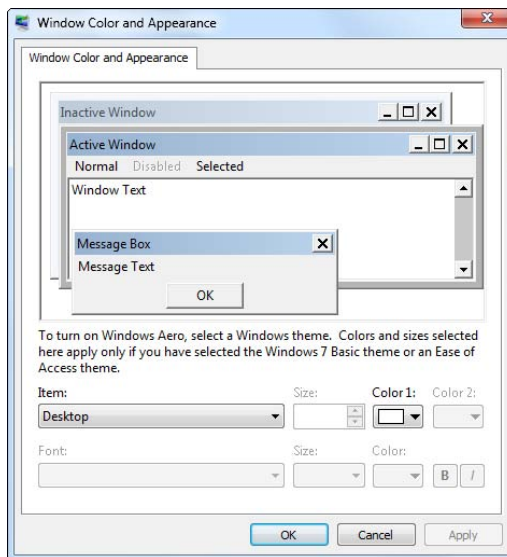 Window Color and Appearance
Window Color and Appearance
Inactive Window
Active Window
Normal Disabled Selected
Window Text
Message Box
Message Text
OK
To turn on Windows Aero, select a Windows theme. Colors and sizes selected
here apply only if you have selected the Windows 7 Basic theme or an Ease of
Access theme.
Item: Size: Color 1: Color 2:
Desktop
Font: Size: Color:
B I
OK Cancel Apply